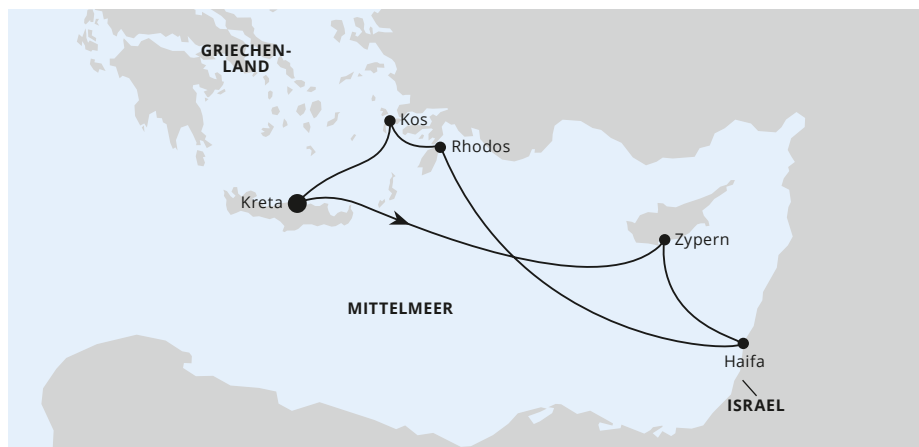 GRIECHEN-
LAND
Kos
Rhodos
Kreta
Zypern
MITTELMEER
Haifa
ISRAEL